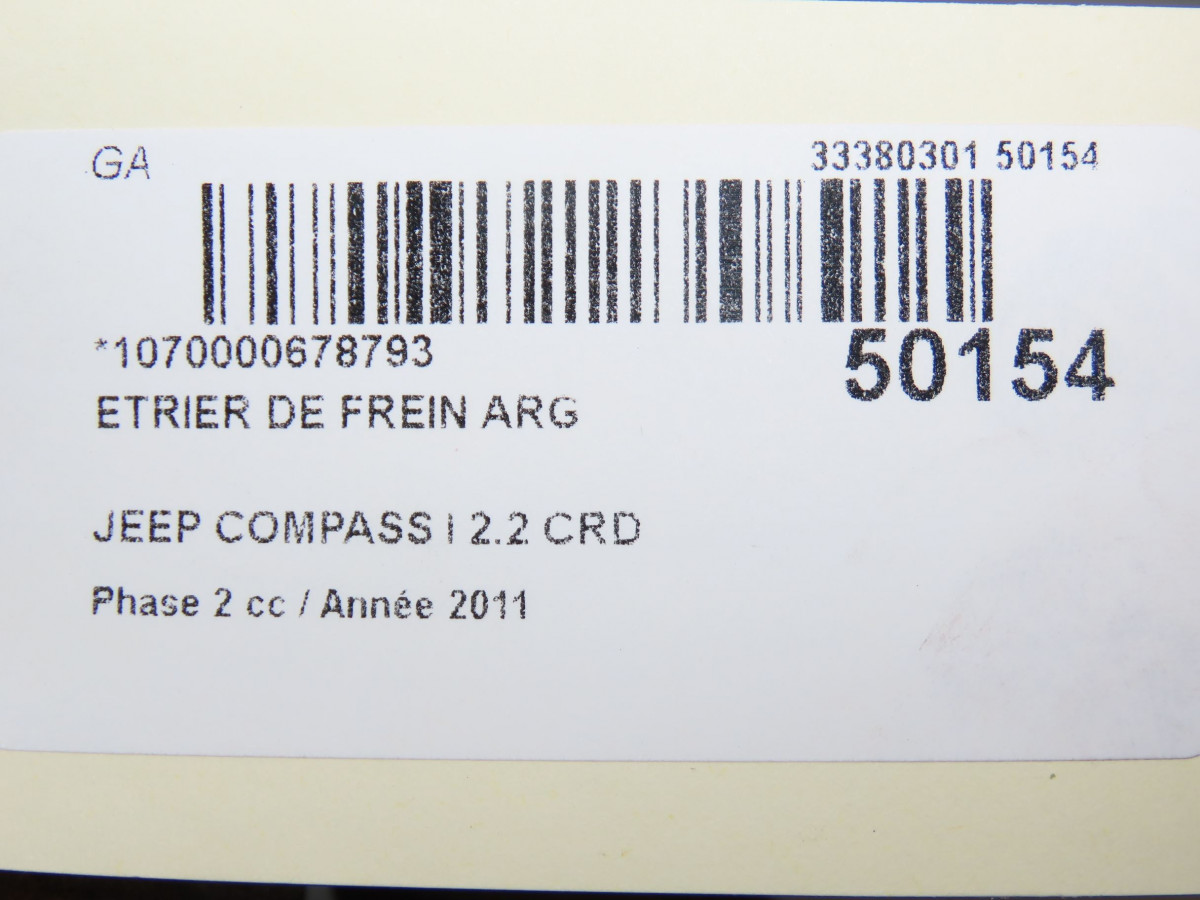 GA
33380301 50154
*1070000678793
50154
ETRIER DE FREIN ARG
JEEP COMPASS I 2.2 CRD
Phase 2 cc / Année 2011